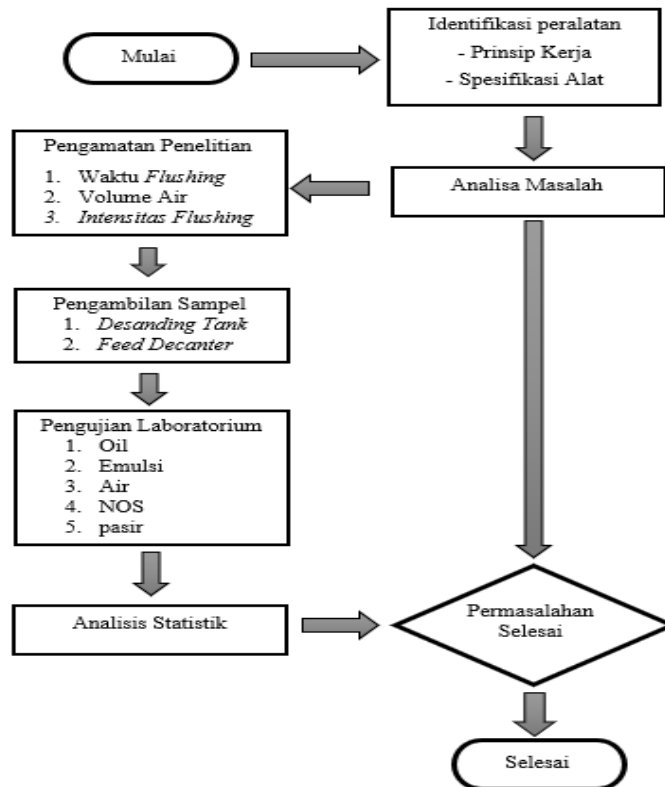 Mulai
Identifikasi peralatan
- Prinsip Kerja
- Spesifikasi Alat
Analisa Masalah
Pengamatan Penelitian
1. Waktu Flushing
2. Volume Air
3. Intensitas Flushing
Pengambilan Sampel
1. Desanding Tank
2. Feed Decanter
Pengujian Laboratorium
1. Oil
2. Emulsi
3. Air
4. NOS
5. pasir
Analisis Statistik
Permasalahan
Selesai
Selesai